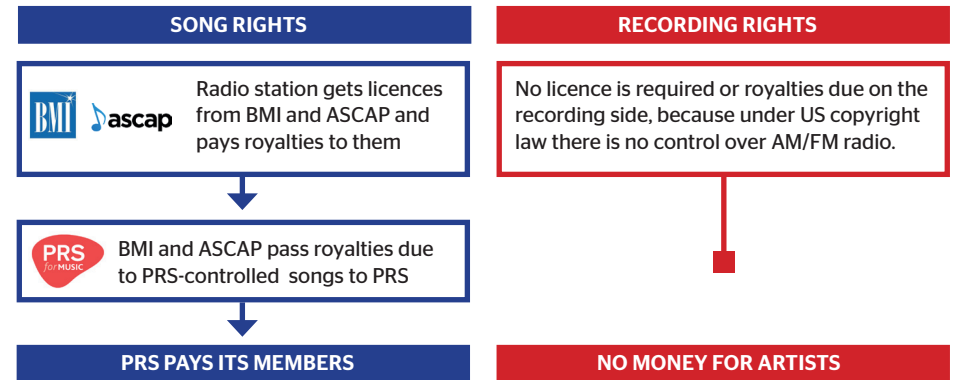 SONG RIGHTS
BMI
ascap
Radio station gets licences
from BMI and ASCAP and
pays royalties to them
PRS
for MUSIC
BMI and ASCAP pass royalties due
to PRS-controlled songs to PRS
PRS PAYS ITS MEMBERS
RECORDING RIGHTS
No licence is required or royalties due on the
recording side, because under US copyright
law there is no control over AM/FM radio.
NO MONEY FOR ARTISTS